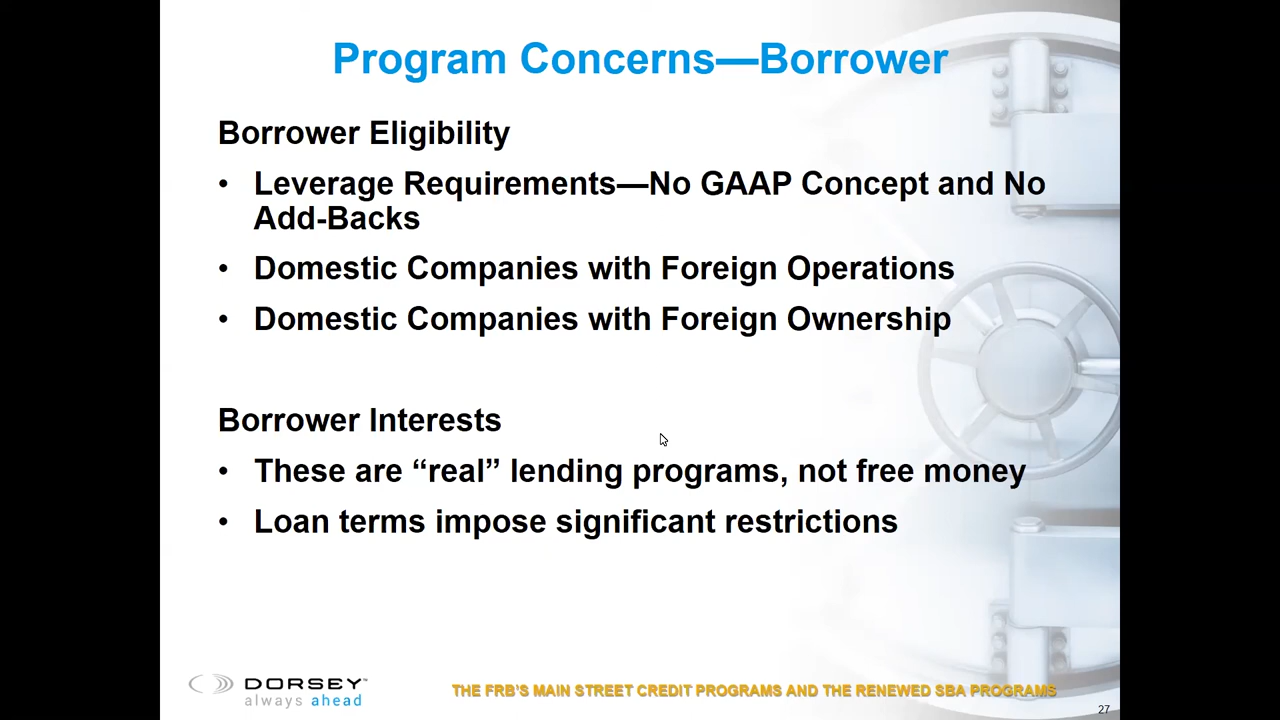 Program Concerns—Borrower
Borrower Eligibility
• Leverage Requirements—No GAAP Concept and No
Add-Backs
• Domestic Companies with Foreign Operations
• Domestic Companies with Foreign Ownership
Borrower Interests
• These are “real” lending programs, not free money
• Loan terms impose significant restrictions
DORSEY™
always ahead
THE FRB'S MAIN STREET CREDIT PROGRAMS AND THE RENEWED SBA PROGRAMS
27